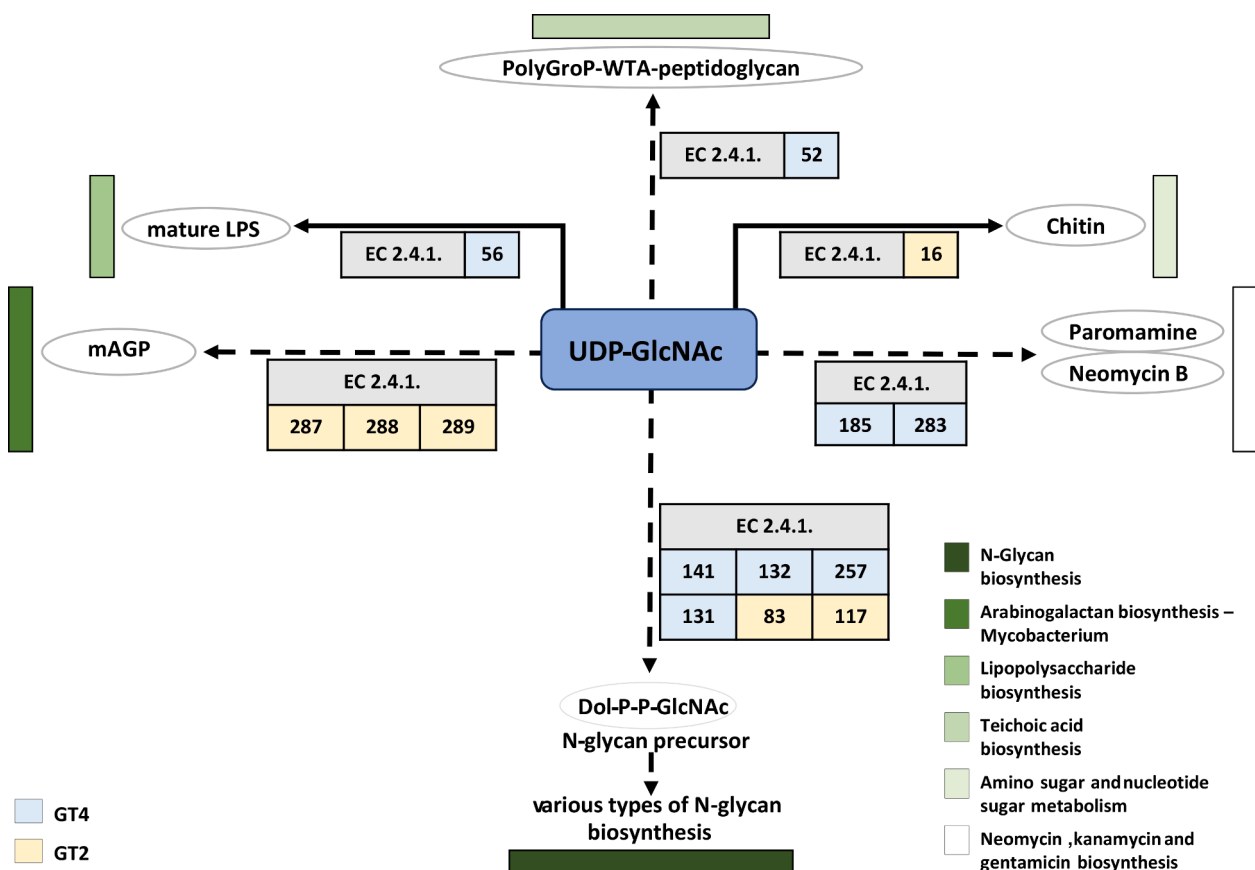 PolyGroP-WTA-peptidoglycan
EC 2.4.1. 52
mature LPS
EC 2.4.1. 56
Chitin
EC 2.4.1. 16
mAGP
EC 2.4.1.
287 288 289
UDP-GlcNAc
Paromamine
Neomycin B
EC 2.4.1.
185 283
EC 2.4.1.
141 132 257
131 83 117
Dol-P-P-GlcNAc
N-glycan precursor
various types of N-glycan
biosynthesis
GT4
GT2
N-Glycan
biosynthesis
Arabinogalactan biosynthesis –
Mycobacterium
Lipopolysaccharide
biosynthesis
Teichoic acid
biosynthesis
Amino sugar and nucleotide
sugar metabolism
Neomycin ,kanamycin and
gentamicin biosynthesis